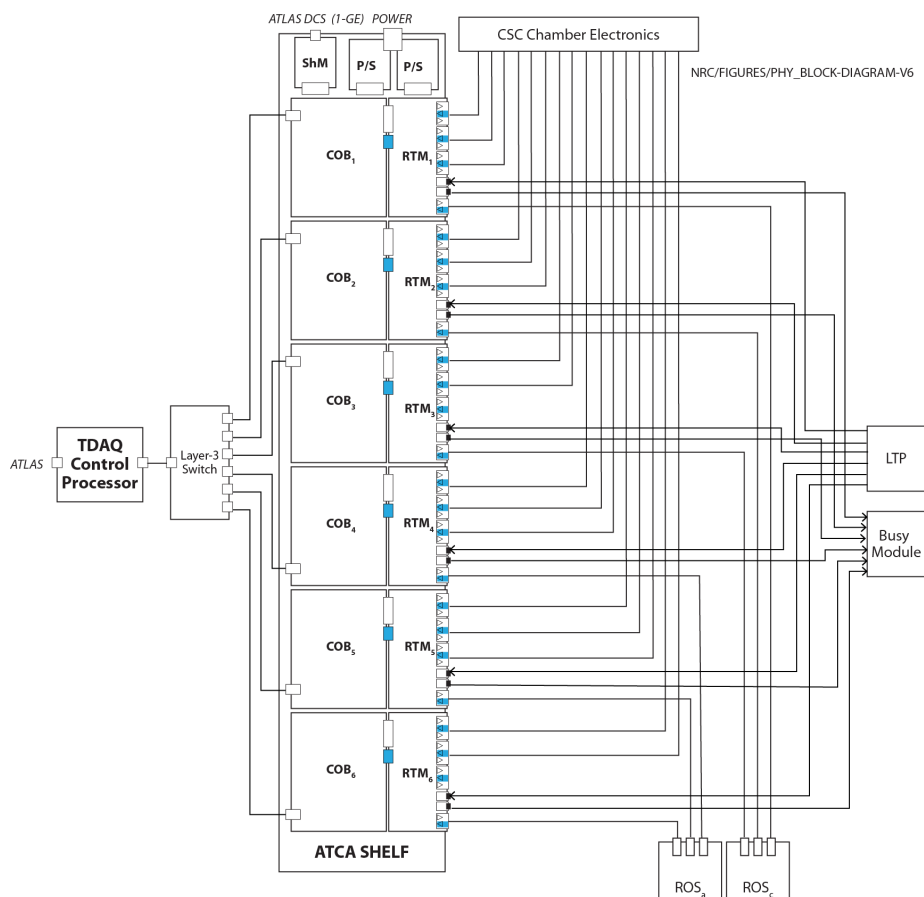 ATLAS DCS (1-GE) POWER
CSC Chamber Electronics
NRC/FIGURES/PHY_BLOCK-DIAGRAM-V6
ShM
P/S
P/S
COB₁
RTM₁
COB₂
RTM₂
COB₃
RTM₃
COB₄
RTM₄
COB₅
RTM₅
COB₆
RTM₆
ATLAS
TDAQ
Control
Processor
Layer-3
Switch
LTP
Busy
Module
ATCA SHELF
ROSₐ
ROS꜀